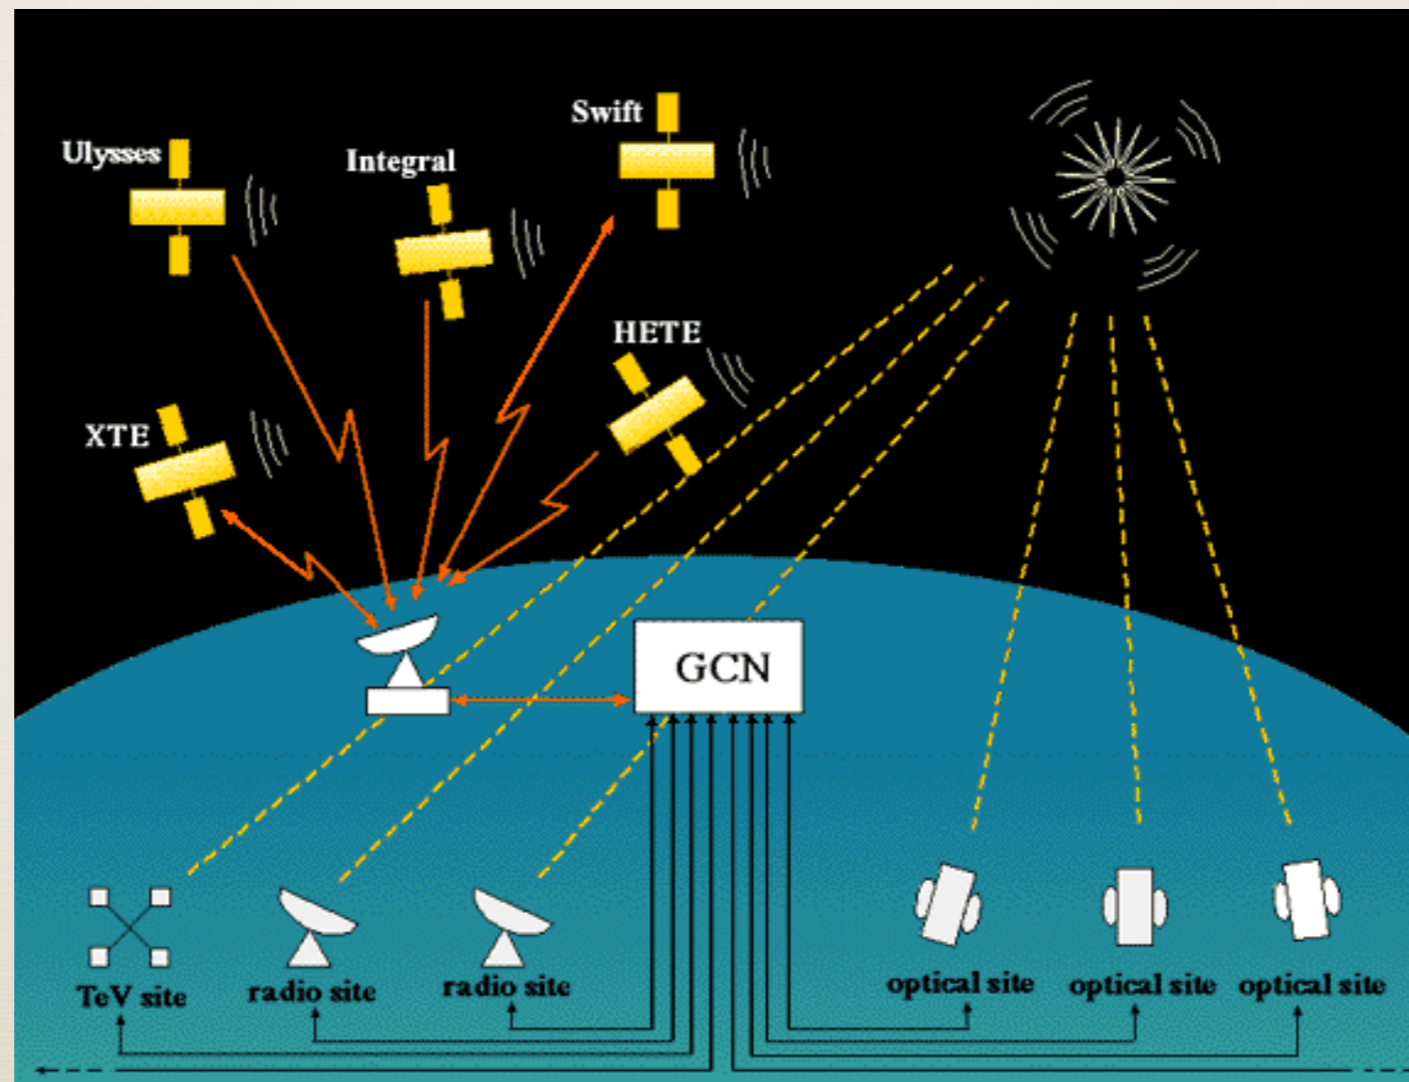 Swift
Ulysses
Integral
HETE
XTE
GCN
TeV site
radio site
radio site
optical site
optical site
optical site